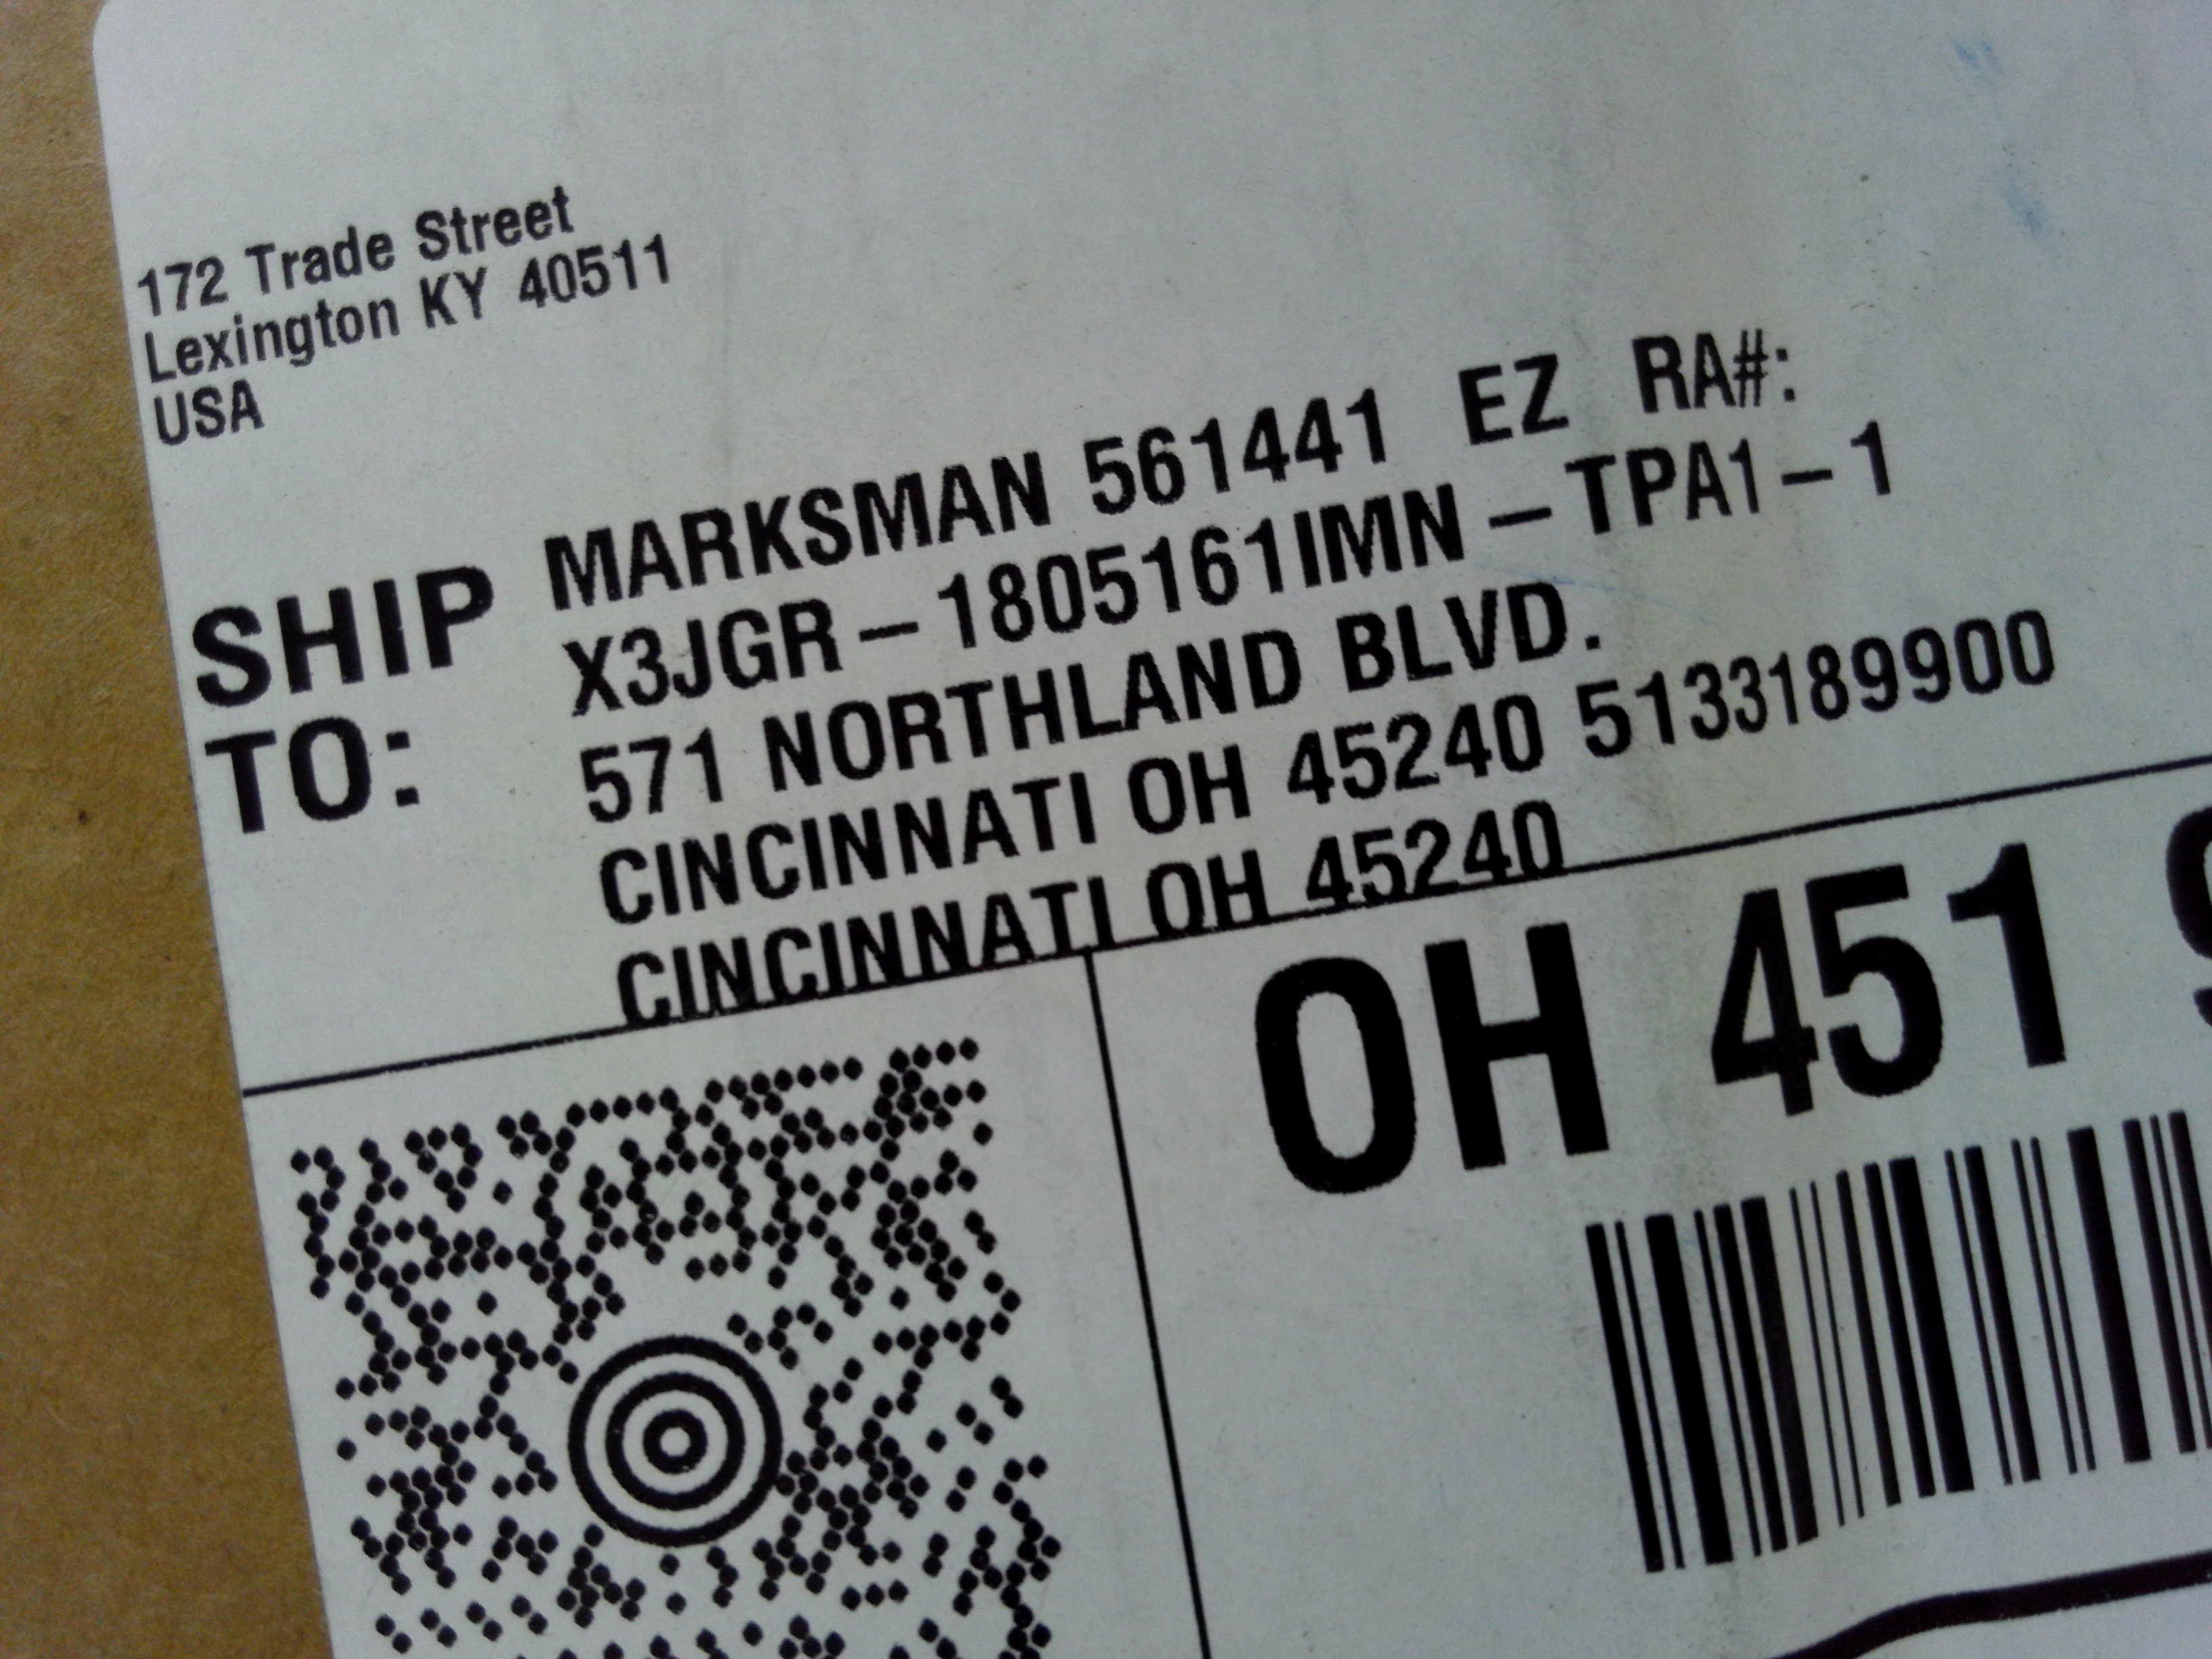 172 Trade Street
Lexington KY 40511
USA
SHIP TO:
MARKSMAN 561441 EZ RA#:
X3JGR-1805161IMN-TPA1-1
571 NORTHLAND BLVD.
CINCINNATI OH 45240 5133189900
CINCINNATI OH 45240
OH 451